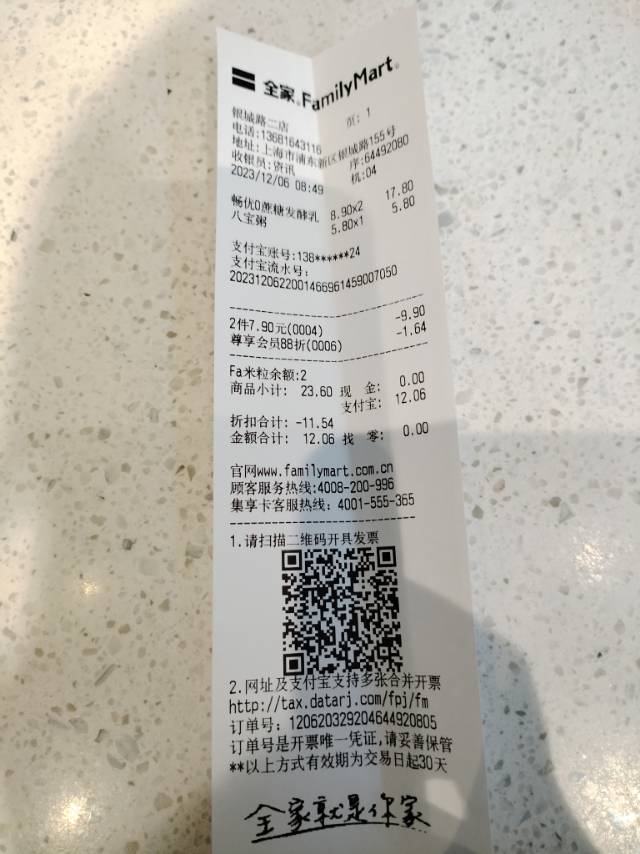 全家 FamilyMart
页: 1
银城路二店
电话:13681643116
地址:上海市浦东新区银城路155号
收银员:资讯 序:64492080
2023/12/06 08:49 机:04
畅优0蔗糖发酵乳 8.90x2 17.80
八宝粥 5.80x1 5.80
支付宝账号:138******24
支付宝流水号:
2023120622001466961459007050
2件7.90元(0004) -9.90
尊享会员88折(0006) -1.64
Fa米粒余额:2
商品小计: 23.60 现 金: 0.00
支付宝: 12.06
折扣合计: -11.54
金额合计: 12.06 找 零: 0.00
官网www.familymart.com.cn
顾客服务热线:4008-200-996
集享卡客服热线: 4001-555-365
1.请扫描二维码开具发票
2.网址及支付宝支持多张合并开票
http://tax.datarj.com/fpj/fm
订单号: 120620329204644920805
订单号是开票唯一凭证,请妥善保管
**以上方式有效期为交易日起30天
全家就是你家